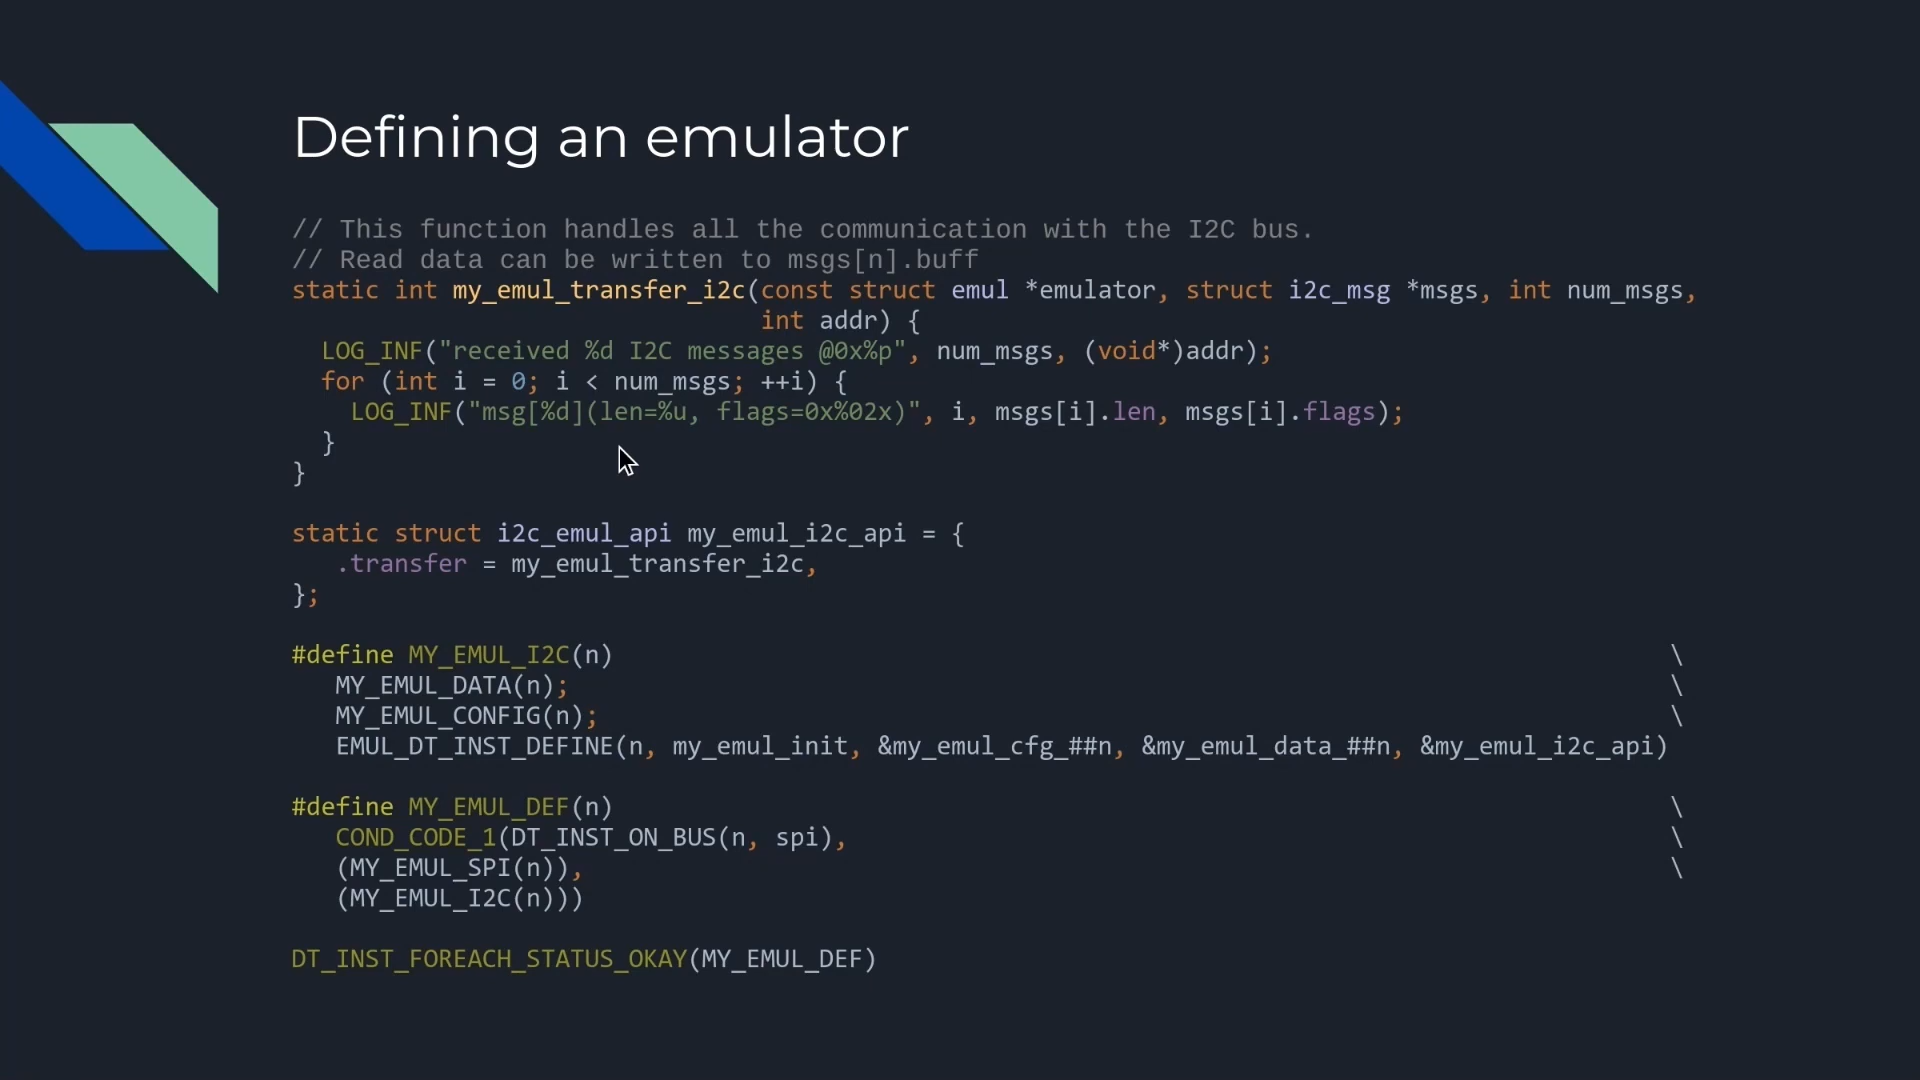 Defining an emulator
// This function handles all the communication with the I2C bus.
// Read data can be written to msgs[n].buff
static int my_emul_transfer_i2c(const struct emul *emulator, struct i2c_msg *msgs, int num_msgs,
int addr) {
LOG_INF("received %d I2C messages @0x%p", num_msgs, (void*)addr);
for (int i = 0; i < num_msgs; ++i) {
LOG_INF("msg[%d](len=%u, flags=0x%02x)", i, msgs[i].len, msgs[i].flags);
}
}
static struct i2c_emul_api my_emul_i2c_api = {
.transfer = my_emul_transfer_i2c,
};
#define MY_EMUL_I2C(n) \
MY_EMUL_DATA(n); \
MY_EMUL_CONFIG(n); \
EMUL_DT_INST_DEFINE(n, my_emul_init, &my_emul_cfg_##n, &my_emul_data_##n, &my_emul_i2c_api)
#define MY_EMUL_DEF(n) \
COND_CODE_1(DT_INST_ON_BUS(n, spi), \
(MY_EMUL_SPI(n)), \
(MY_EMUL_I2C(n)))
DT_INST_FOREACH_STATUS_OKAY(MY_EMUL_DEF)